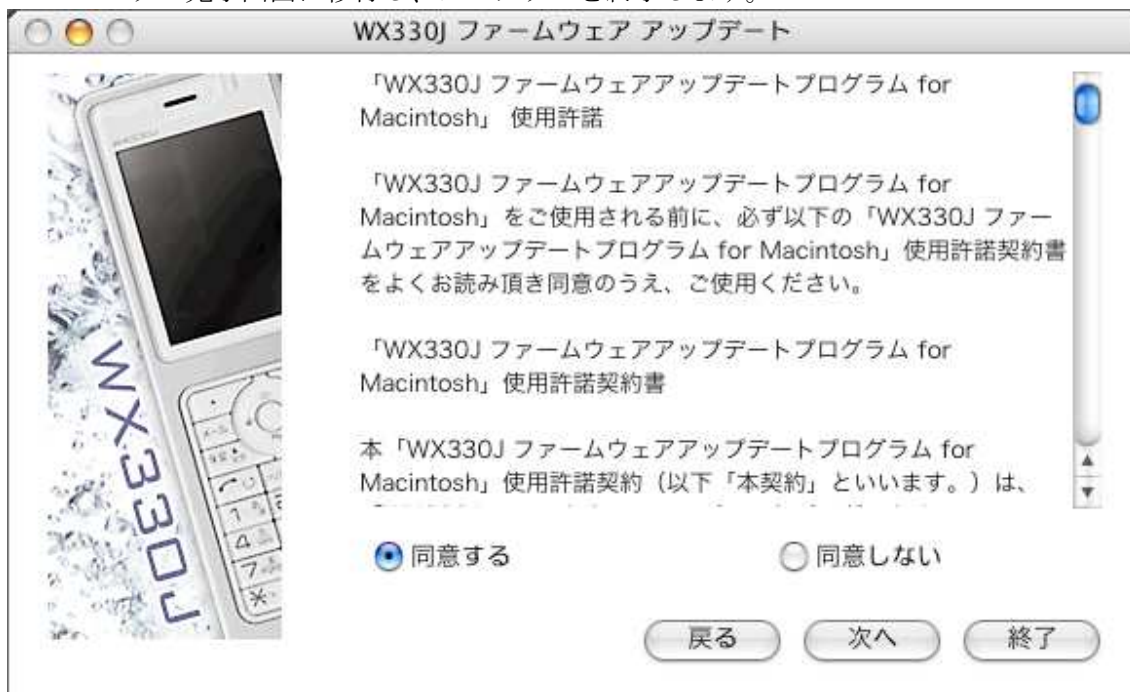 WX330J ファームウェア アップデート
「WX330J ファームウェアアップデートプログラム for
Macintosh」 使用許諾
「WX330J ファームウェアアップデートプログラム for
Macintosh」をご使用される前に、必ず以下の「WX330J ファー
ムウェアアップデートプログラム for Macintosh」使用許諾契約書
をよくお読み頂き同意のうえ、ご使用ください。
「WX330J ファームウェアアップデートプログラム for
Macintosh」使用許諾契約書
本「WX330J ファームウェアアップデートプログラム for
Macintosh」使用許諾契約（以下「本契約」といいます。）は、
WX330J
同意する
同意しない
戻る
次へ
終了